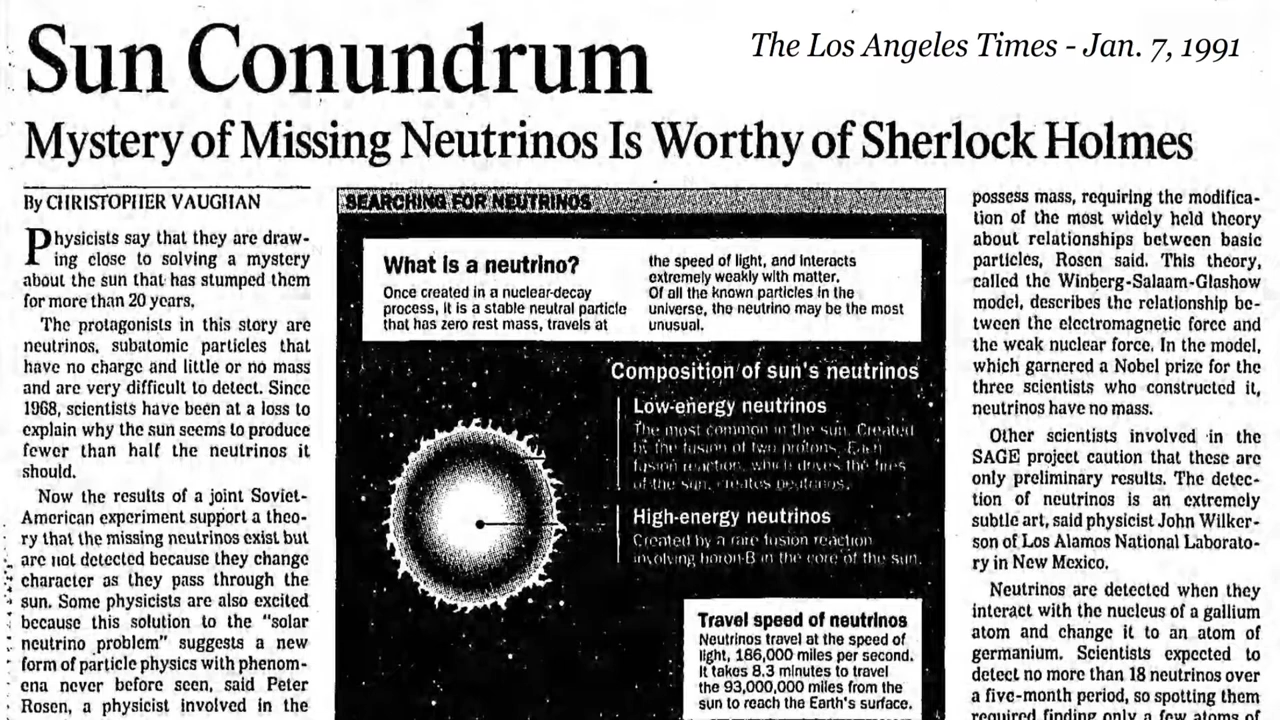 Sun Conundrum
The Los Angeles Times - Jan. 7, 1991
Mystery of Missing Neutrinos Is Worthy of Sherlock Holmes
By CHRISTOPHER VAUGHAN
Physicists say that they are draw-
ing close to solving a mystery
about the sun that has stumped them
for more than 20 years.
The protagonists in this story are
neutrinos, subatomic particles that
have no charge and little or no mass
and are very difficult to detect. Since
1968, scientists have been at a loss to
explain why the sun seems to produce
fewer than half the neutrinos it
should.
Now the results of a joint Soviet-
American experiment support a theo-
ry that the missing neutrinos exist but
are not detected because they change
character as they pass through the
sun. Some physicists are also excited
because this solution to the “solar
neutrino problem” suggests a new
form of particle physics with phenom-
ena never before seen, said Peter
Rosen, a physicist involved in the
SEARCHING FOR NEUTRINOS
What is a neutrino?
Once created in a nuclear-decay
process, it is a stable neutral particle
that has zero rest mass, travels at
the speed of light, and interacts
extremely weakly with matter.
Of all the known particles in the
universe, the neutrino may be the most
unusual.
Composition of sun's neutrinos
Low-energy neutrinos
The most common in the sun. Created
by the fusion of two protons. Each
fusion reaction, which drives the fires
of the sun, creates neutrinos.
High-energy neutrinos
Created by a rare fusion reaction
involving boron-B in the core of the sun.
Travel speed of neutrinos
Neutrinos travel at the speed of
light, 186,000 miles per second.
It takes 8.3 minutes to travel
the 93,000,000 miles from the
sun to reach the Earth's surface.
possess mass, requiring the modifica-
tion of the most widely held theory
about relationships between basic
particles, Rosen said. This theory,
called the Winberg-Salaam-Glashow
model, describes the relationship be-
tween the electromagnetic force and
the weak nuclear force. In the model,
which garnered a Nobel prize for the
three scientists who constructed it,
neutrinos have no mass.
Other scientists involved in the
SAGE project caution that these are
only preliminary results. The detec-
tion of neutrinos is an extremely
subtle art, said physicist John Wilker-
son of Los Alamos National Laborato-
ry in New Mexico.
Neutrinos are detected when they
interact with the nucleus of a gallium
atom and change it to an atom of
germanium. Scientists expected to
detect no more than 18 neutrinos over
a five-month period, so spotting them
required finding only a few atoms of